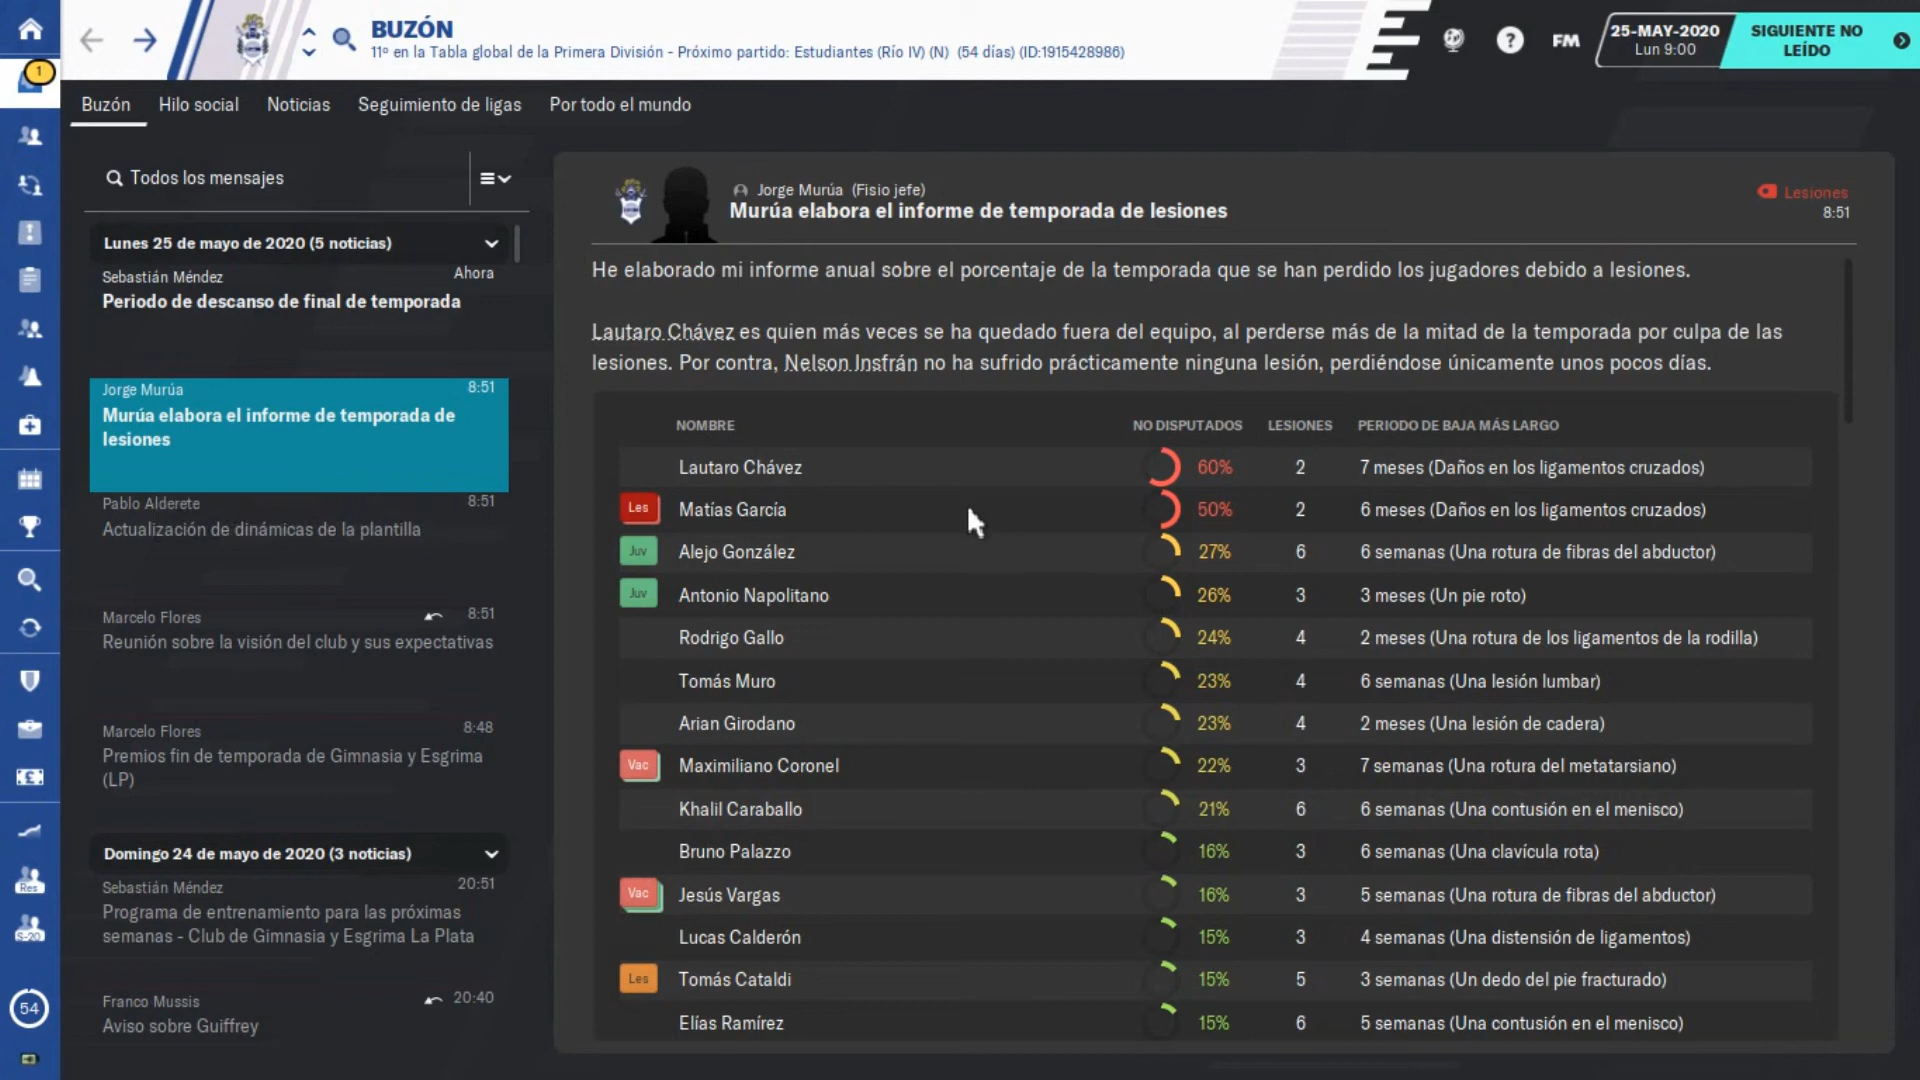 BUZÓN
11º en la Tabla global de la Primera División - Próximo partido: Estudiantes (Río IV) (N) (54 días) (ID:1915428986)
?
FM
25-MAY-2020
Lun 9:00
SIGUIENTE NO
LEÍDO
1
Buzón
Hilo social
Noticias
Seguimiento de ligas
Por todo el mundo
Todos los mensajes
Lunes 25 de mayo de 2020 (5 noticias)
Sebastián Méndez
Ahora
Periodo de descanso de final de temporada
Jorge Murúa
8:51
Murúa elabora el informe de temporada de
lesiones
Pablo Alderete
8:51
Actualización de dinámicas de la plantilla
Marcelo Flores
8:51
Reunión sobre la visión del club y sus expectativas
Marcelo Flores
8:48
Premios fin de temporada de Gimnasia y Esgrima
(LP)
Domingo 24 de mayo de 2020 (3 noticias)
Sebastián Méndez
20:51
Programa de entrenamiento para las próximas
semanas - Club de Gimnasia y Esgrima La Plata
Franco Mussis
20:40
Aviso sobre Guiffrey
Res
S-20
54
Jorge Murúa (Fisio jefe)
Murúa elabora el informe de temporada de lesiones
Lesiones
8:51
He elaborado mi informe anual sobre el porcentaje de la temporada que se han perdido los jugadores debido a lesiones.
Lautaro Chávez es quien más veces se ha quedado fuera del equipo, al perderse más de la mitad de la temporada por culpa de las
lesiones. Por contra, Nelson Insfrán no ha sufrido prácticamente ninguna lesión, perdiéndose únicamente unos pocos días.
NOMBRE NO DISPUTADOS LESIONES PERIODO DE BAJA MÁS LARGO
Lautaro Chávez 60% 2 7 meses (Daños en los ligamentos cruzados)
Les Matías García 50% 2 6 meses (Daños en los ligamentos cruzados)
Juv Alejo González 27% 6 6 semanas (Una rotura de fibras del abductor)
Juv Antonio Napolitano 26% 3 3 meses (Un pie roto)
Rodrigo Gallo 24% 4 2 meses (Una rotura de los ligamentos de la rodilla)
Tomás Muro 23% 4 6 semanas (Una lesión lumbar)
Arian Girodano 23% 4 2 meses (Una lesión de cadera)
Vac Maximiliano Coronel 22% 3 7 semanas (Una rotura del metatarsiano)
Khalil Caraballo 21% 6 6 semanas (Una contusión en el menisco)
Bruno Palazzo 16% 3 6 semanas (Una clavícula rota)
Vac Jesús Vargas 16% 3 5 semanas (Una rotura de fibras del abductor)
Lucas Calderón 15% 3 4 semanas (Una distensión de ligamentos)
Les Tomás Cataldi 15% 5 3 semanas (Un dedo del pie fracturado)
Elías Ramírez 15% 6 5 semanas (Una contusión en el menisco)